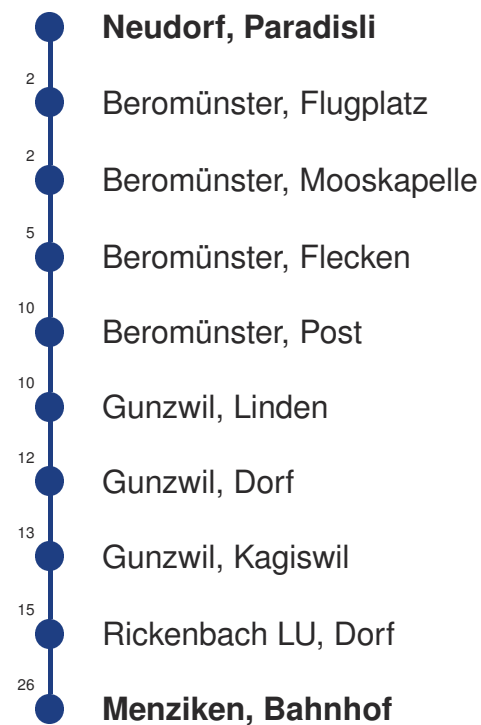 Neudorf, Paradisli
2
Beromünster, Flugplatz
2
Beromünster, Mooskapelle
5
Beromünster, Flecken
10
Beromünster, Post
10
Gunzwil, Linden
12
Gunzwil, Dorf
13
Gunzwil, Kagiswil
15
Rickenbach LU, Dorf
26
Menziken, Bahnhof